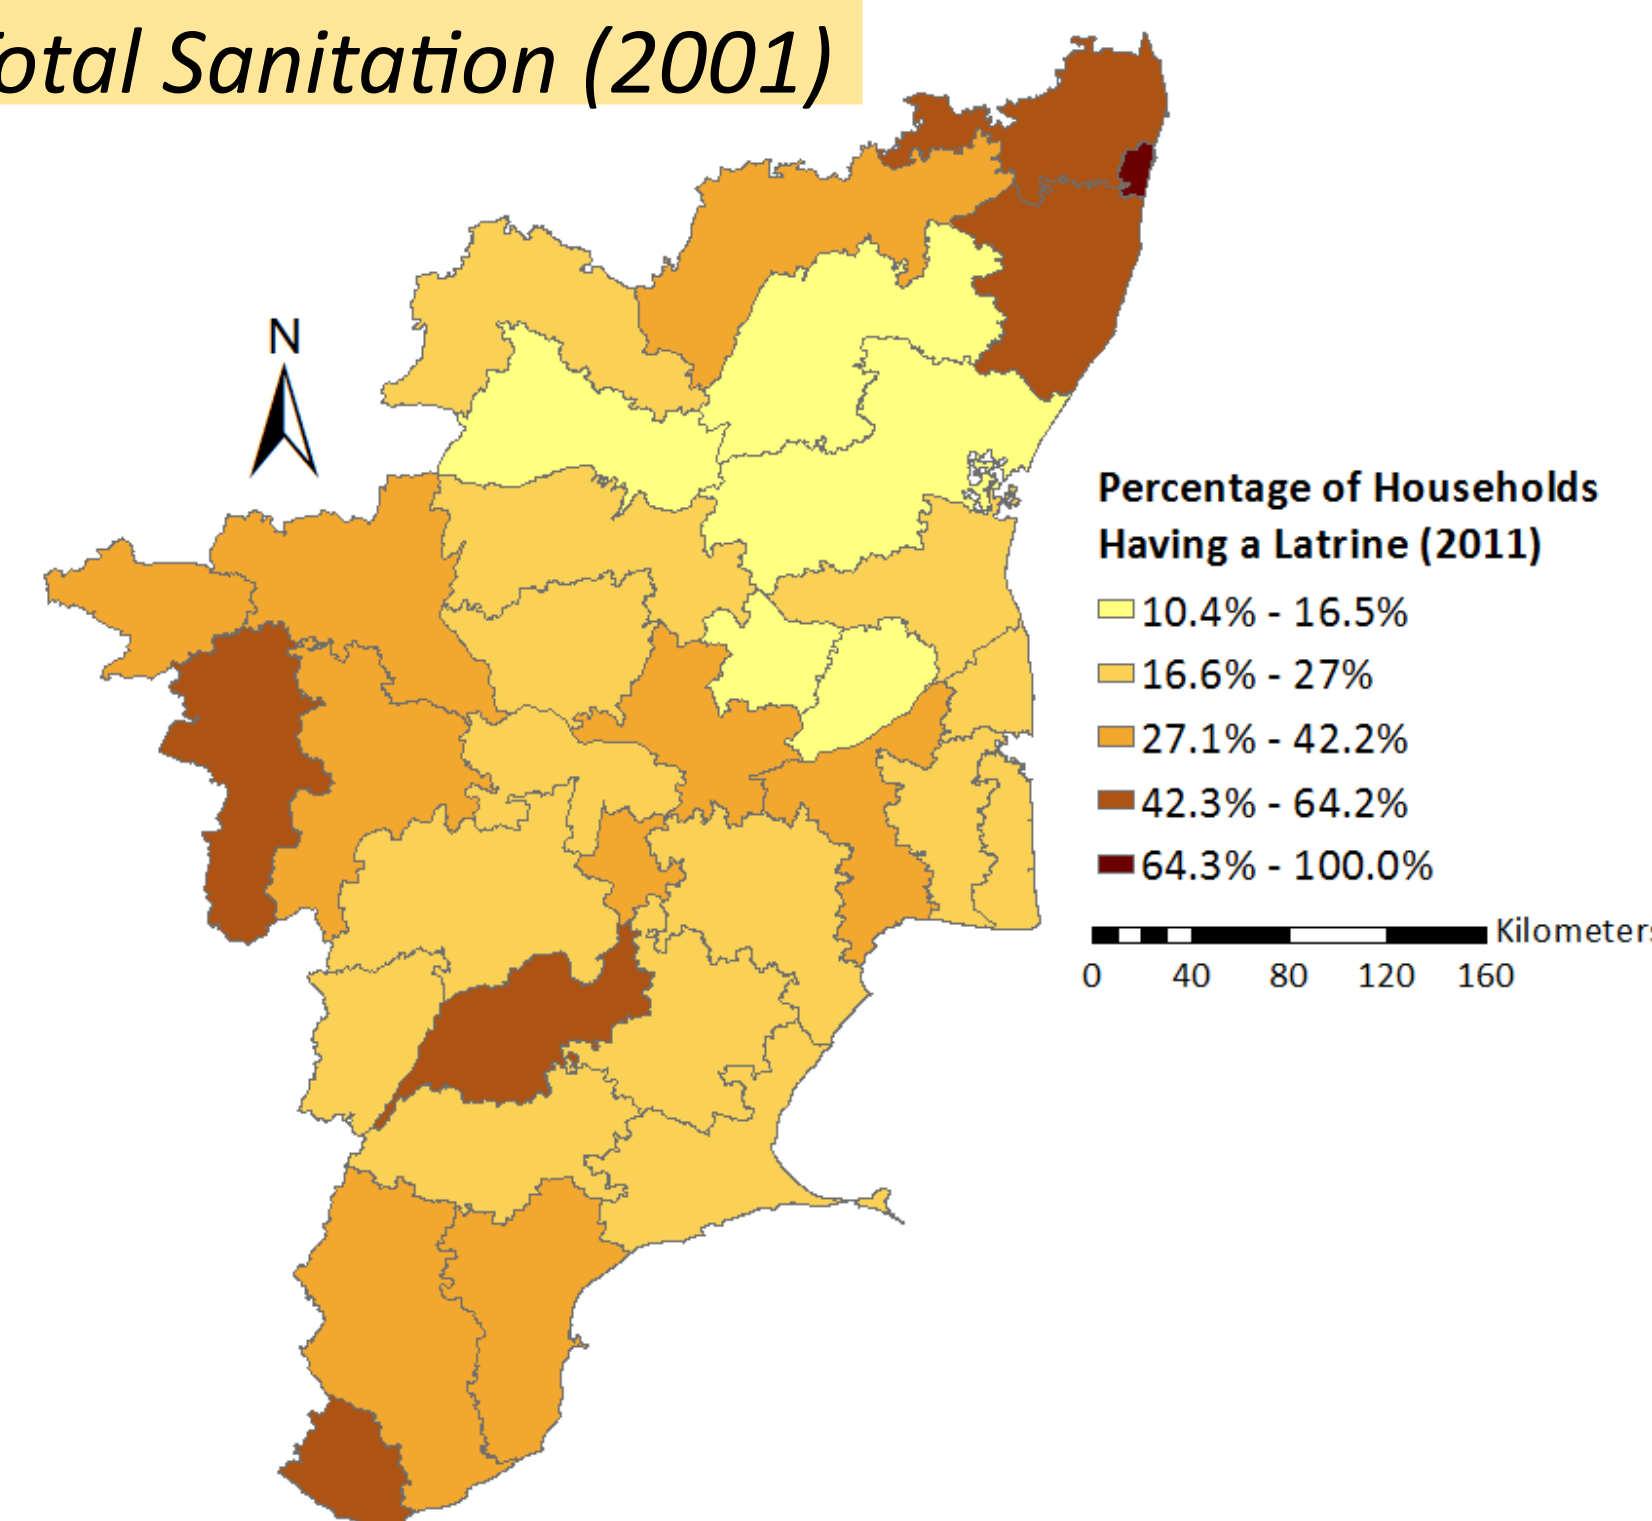 otal Sanitation (2001)
N
Percentage of Households
Having a Latrine (2011)
10.4% - 16.5%
16.6% - 27%
27.1% - 42.2%
42.3% - 64.2%
64.3% - 100.0%
Kilometers
0 40 80 120 160